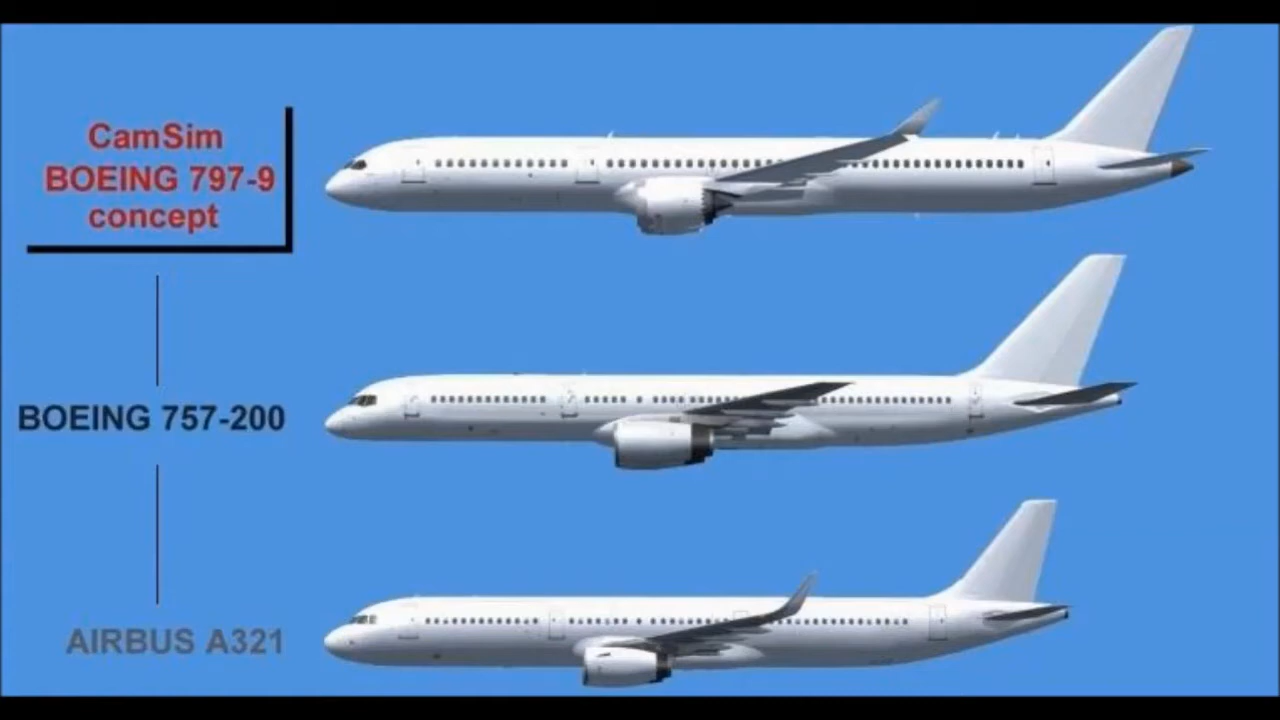 CamSim
BOEING 797-9
concept
BOEING 757-200
AIRBUS A321